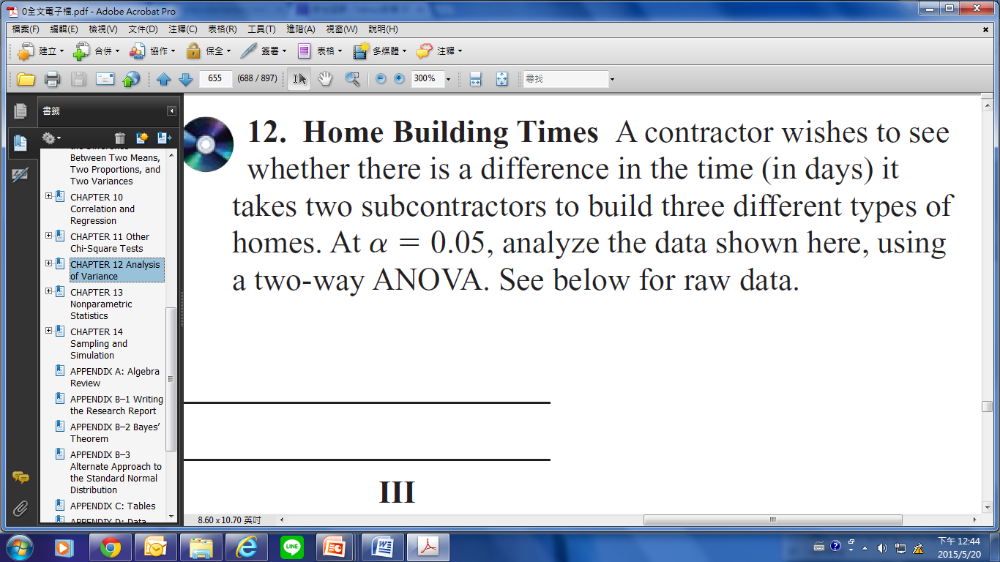 0全文電子檔.pdf - Adobe Acrobat Pro
檔案(F) 編輯(E) 檢視(V) 文件(D) 注釋(C) 表格(R) 工具(T) 進階(A) 視窗(W) 說明(H)
建立 合併 協作 保全 簽署 表格 多媒體 注釋
655 (688 / 897) 300% 尋找
書籤
Between Two Means,
Two Proportions, and
Two Variances
CHAPTER 10
Correlation and
Regression
CHAPTER 11 Other
Chi-Square Tests
CHAPTER 12 Analysis
of Variance
CHAPTER 13
Nonparametric
Statistics
CHAPTER 14
Sampling and
Simulation
APPENDIX A: Algebra
Review
APPENDIX B–1 Writing
the Research Report
APPENDIX B–2 Bayes’
Theorem
APPENDIX B–3
Alternate Approach to
the Standard Normal
Distribution
APPENDIX C: Tables
APPENDIX D: Data
12. Home Building Times A contractor wishes to see
whether there is a difference in the time (in days) it
takes two subcontractors to build three different types of
homes. At α = 0.05, analyze the data shown here, using
a two-way ANOVA. See below for raw data.
III
8.60 x 10.70 英吋
LINE
下午 12:44
2015/5/20